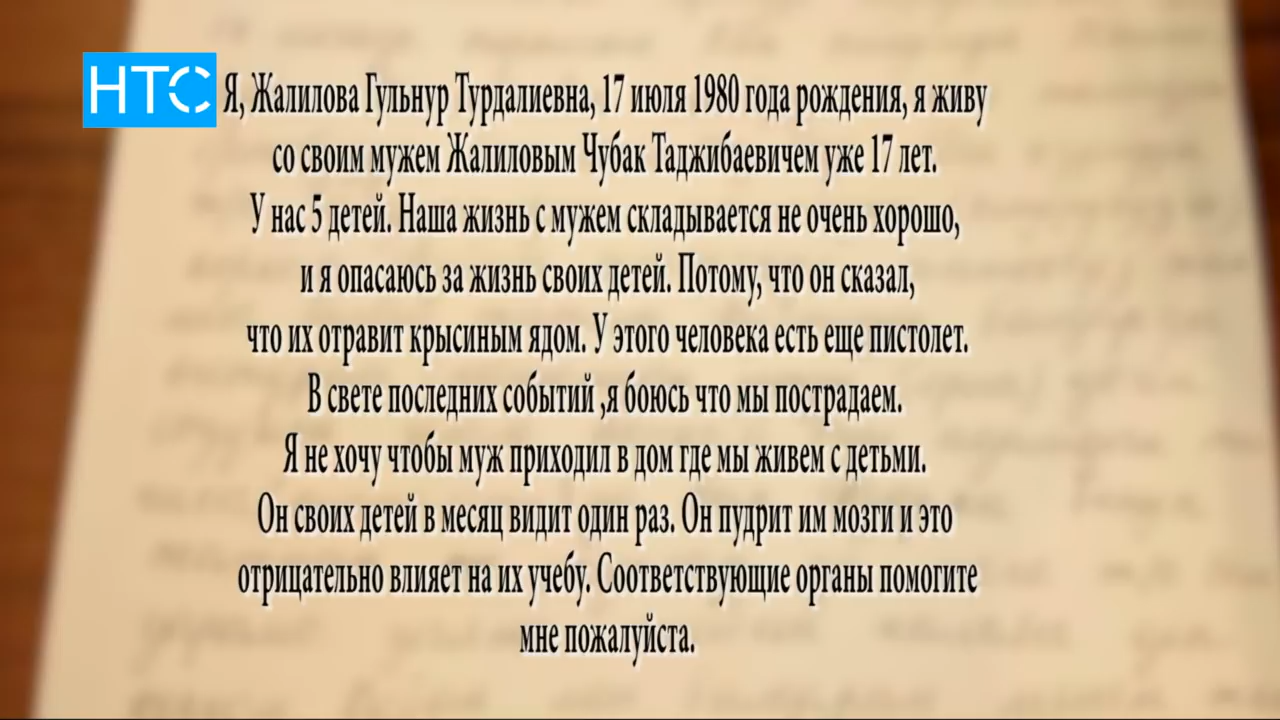 НТС
Я, Жалилова Гульнур Турдалиевна, 17 июля 1980 года рождения, я живу
со своим мужем Жалиловым Чубак Таджибаевичем уже 17 лет.
У нас 5 детей. Наша жизнь с мужем складывается не очень хорошо,
и я опасаюсь за жизнь своих детей. Потому, что он сказал,
что их отравит крысиным ядом. У этого человека есть еще пистолет.
В свете последних событий ,я боюсь что мы пострадаем.
Я не хочу чтобы муж приходил в дом где мы живем с детьми.
Он своих детей в месяц видит один раз. Он пудрит им мозги и это
отрицательно влияет на их учебу. Соответствующие органы помогите
мне пожалуйста.